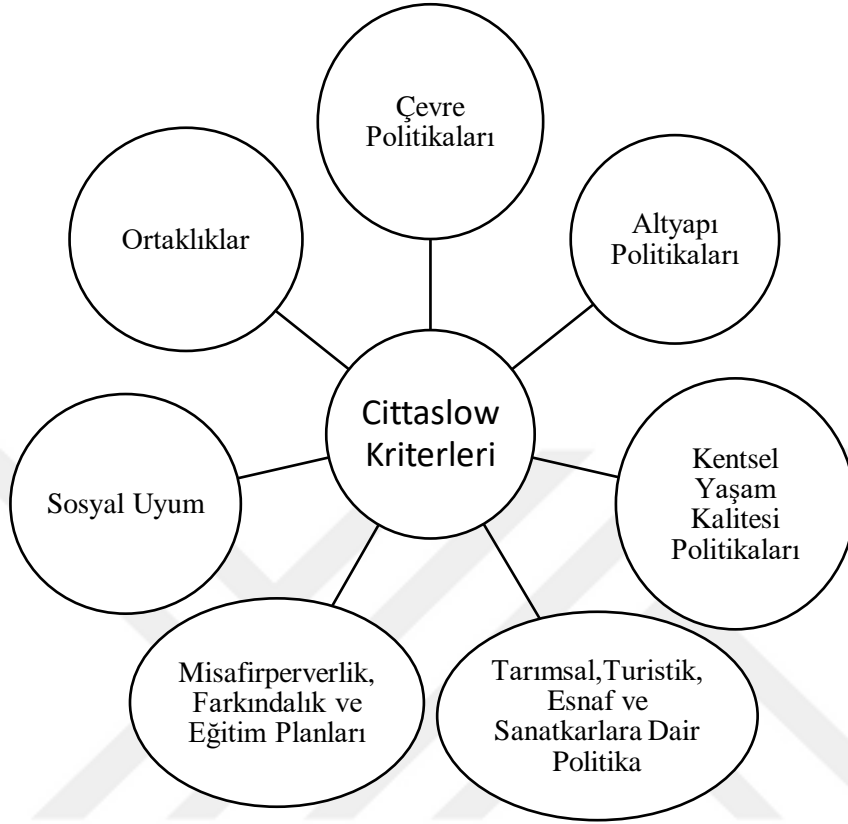 Çevre
Politikaları
Altyapı
Politikaları
Ortaklıklar
Cittaslow
Kriterleri
Kentsel
Yaşam
Kalitesi
Politikaları
Sosyal Uyum
Misafirperverlik,
Farkındalık ve
Eğitim Planları
Tarımsal,Turistik,
Esnaf ve
Sanatkarlara Dair
Politika